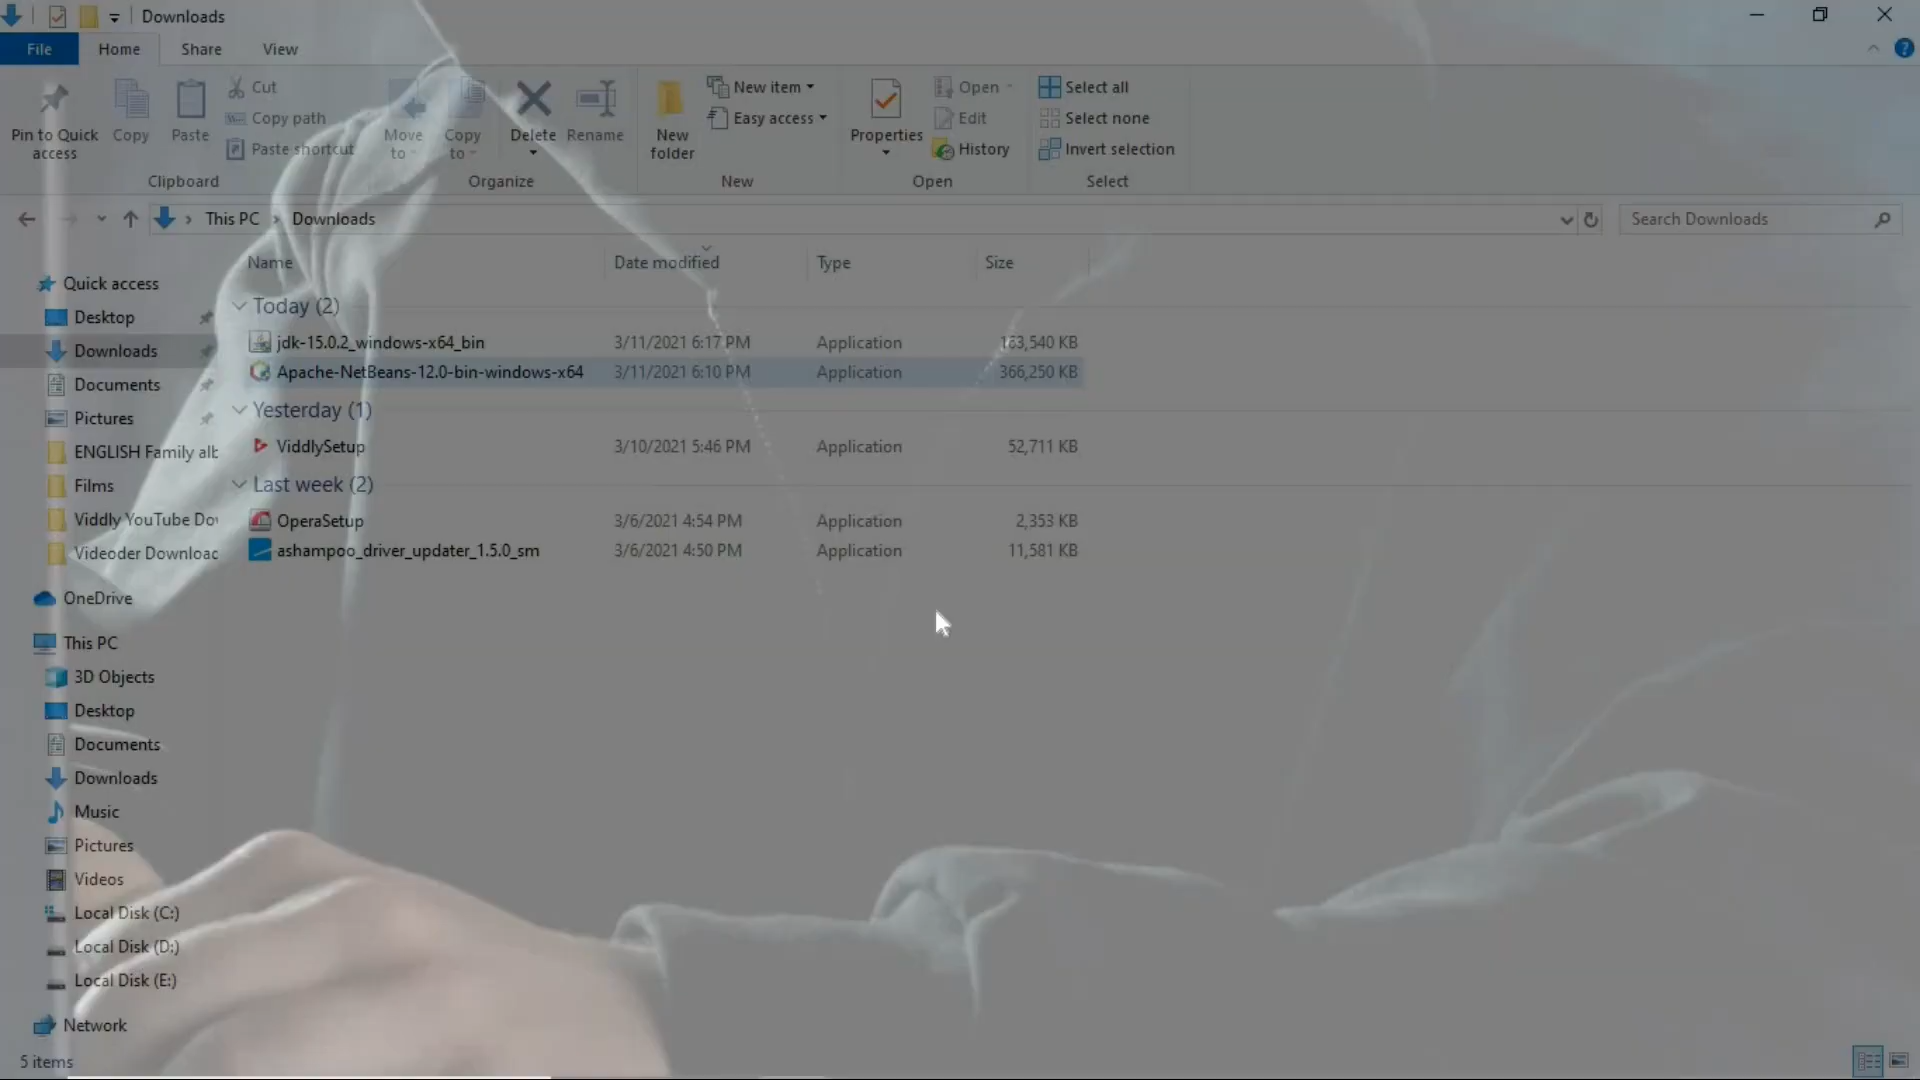 Downloads
File Home Share View
Pin to Quick access
Copy
Paste
Cut
Copy path
Paste shortcut
Clipboard
Move to
Copy to
Delete
Rename
Organize
New folder
New item
Easy access
New
Properties
Open
Edit
History
Open
Select all
Select none
Invert selection
Select
This PC > Downloads
Search Downloads
Name Date modified Type Size
Quick access
Desktop
Downloads
Documents
Pictures
ENGLISH Family alb
Films
Viddly YouTube Do
Videoder Downloac
OneDrive
This PC
3D Objects
Desktop
Documents
Downloads
Music
Pictures
Videos
Local Disk (C:)
Local Disk (D:)
Local Disk (E:)
Network
Today (2)
jdk-15.0.2_windows-x64_bin 3/11/2021 6:17 PM Application 163,540 KB
Apache-NetBeans-12.0-bin-windows-x64 3/11/2021 6:10 PM Application 366,250 KB
Yesterday (1)
ViddlySetup 3/10/2021 5:46 PM Application 52,711 KB
Last week (2)
OperaSetup 3/6/2021 4:54 PM Application 2,353 KB
ashampoo_driver_updater_1.5.0_sm 3/6/2021 4:50 PM Application 11,581 KB
5 items